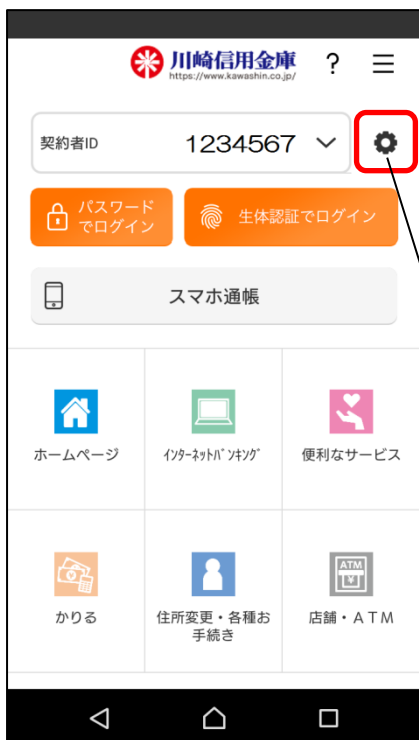 川崎信用金庫
https://www.kawashin.co.jp/
?
契約者ID 1234567
パスワード
でログイン
生体認証でログイン
スマホ通帳
ホームページ
ｲﾝﾀｰﾈｯﾄﾊﾞﾝｷﾝｸﾞ
便利なサービス
ATM
¥
かりる
住所変更・各種お
手続き
店舗・ＡＴＭ